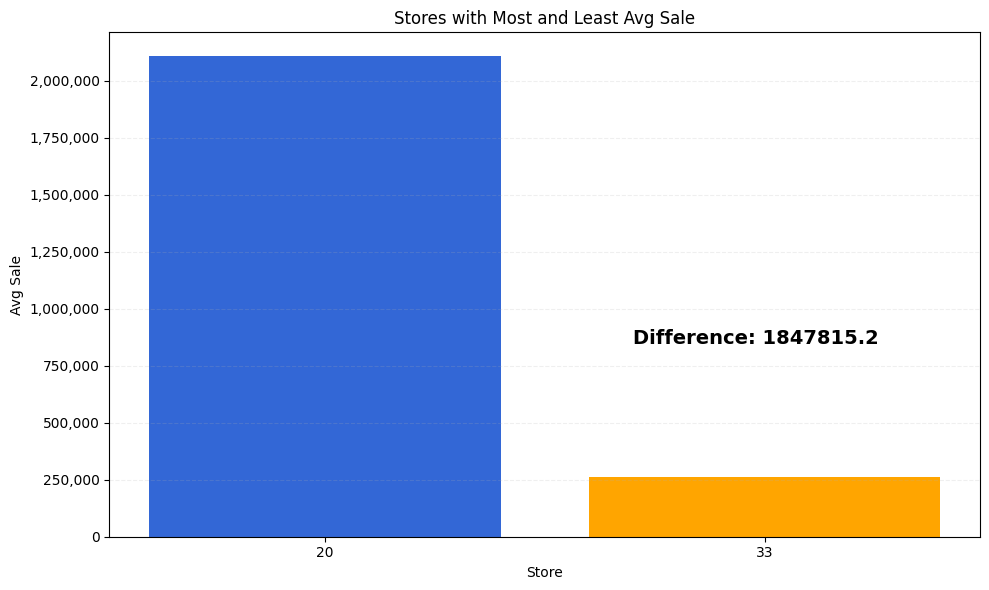 Stores with Most and Least Avg Sale
Avg Sale
2,000,000
1,750,000
1,500,000
1,250,000
1,000,000
750,000
500,000
250,000
0
Difference: 1847815.2
20
33
Store